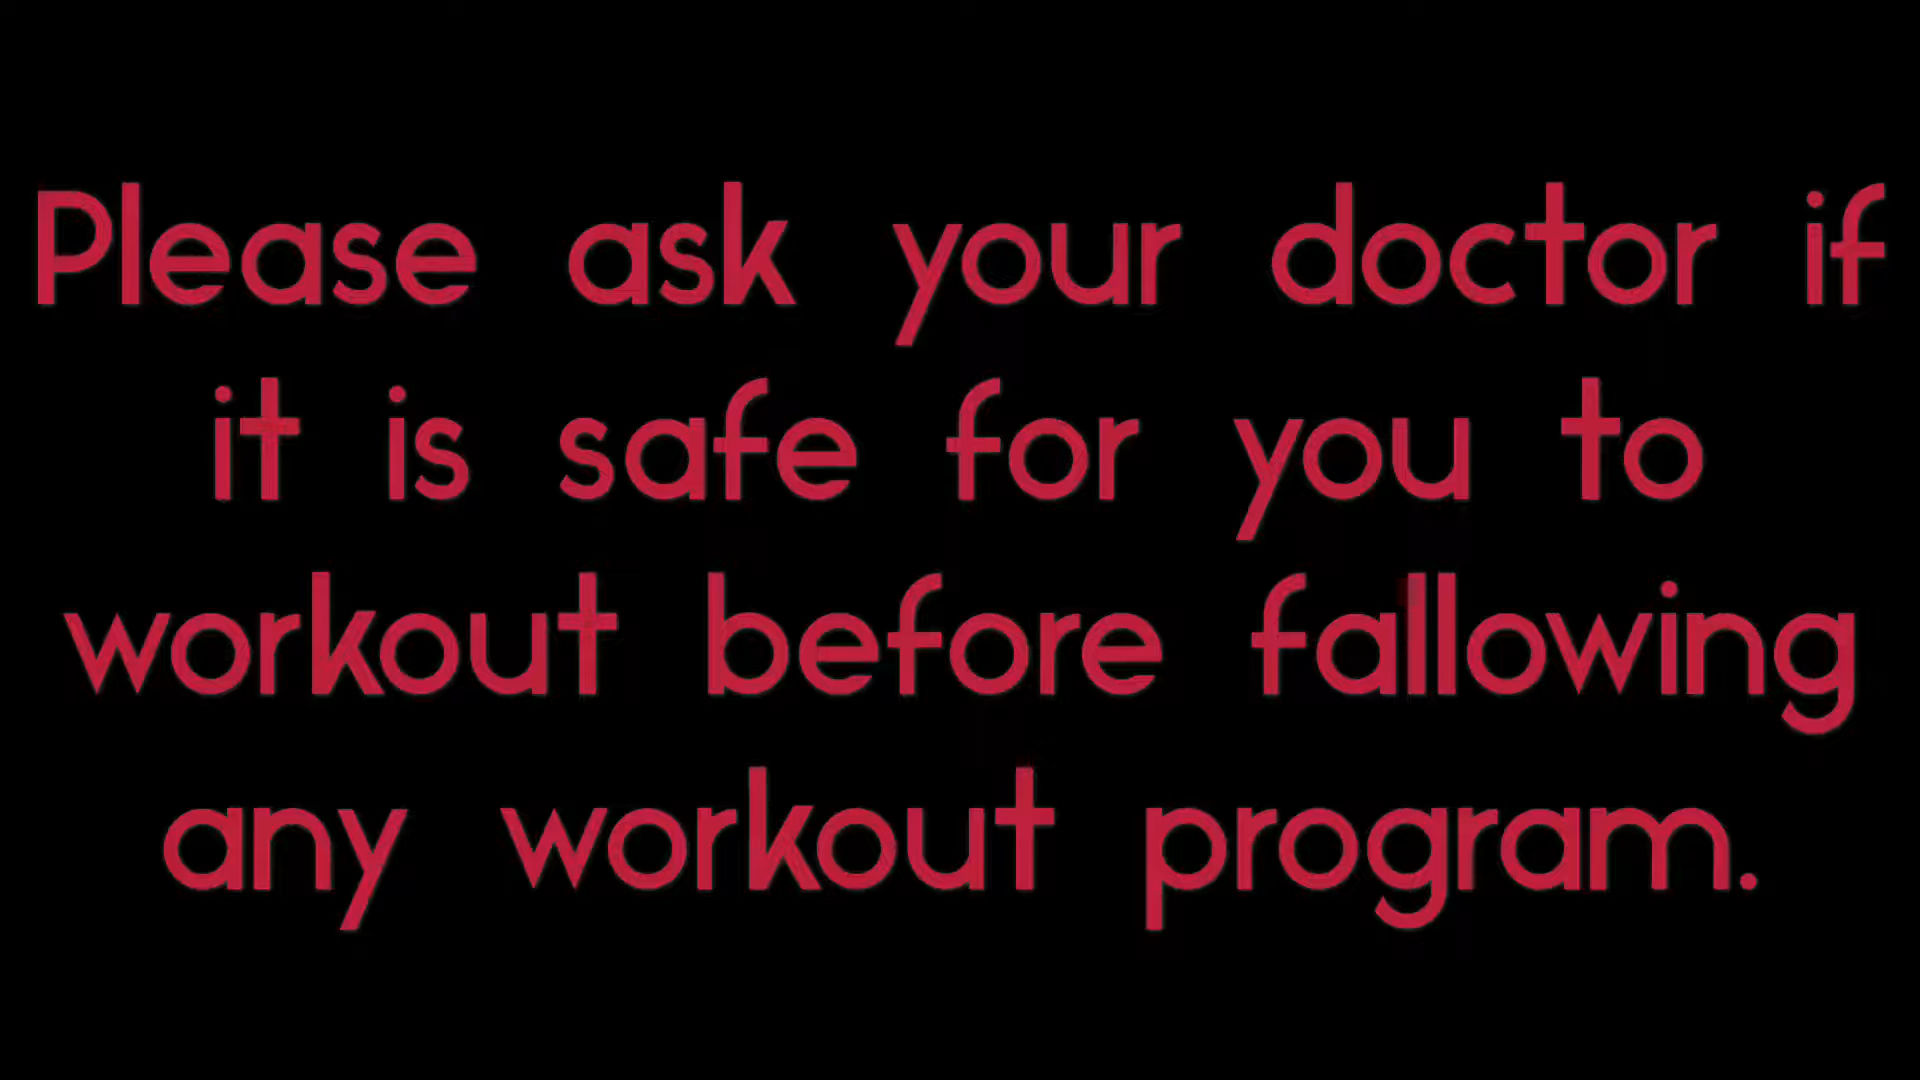 Please ask your doctor if
it is safe for you to
workout before fallowing
any workout program.